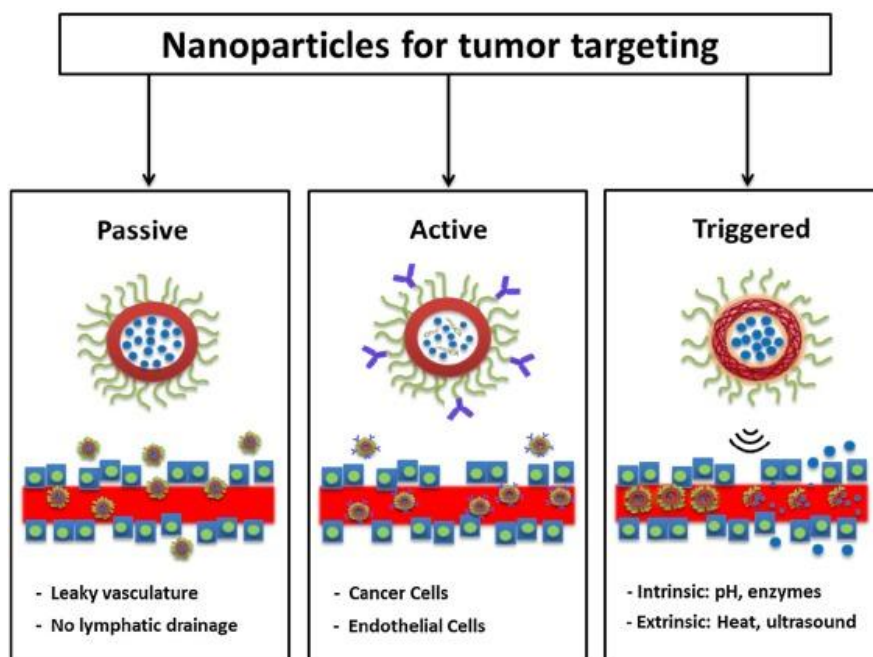 Nanoparticles for tumor targeting
Passive
- Leaky vasculature
- No lymphatic drainage
Active
- Cancer Cells
- Endothelial Cells
Triggered
- Intrinsic: pH, enzymes
- Extrinsic: Heat, ultrasound